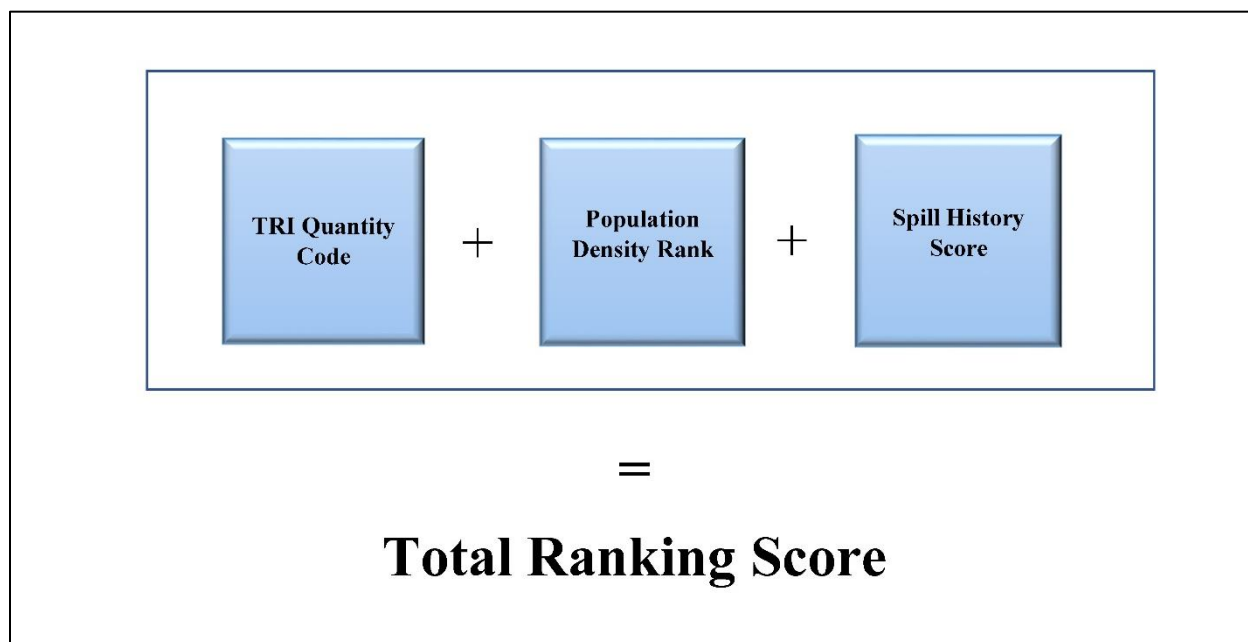 TRI Quantity
Code
+
Population
Density Rank
+
Spill History
Score
=
Total Ranking Score